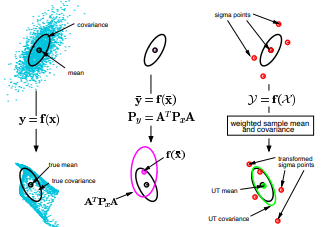 covariance
mean
y = f(x)
true mean
true covariance
ȳ = f(x̄)
P_y = A^T P_x A
f(x̄)
A^T P_x A
sigma points
𝒴 = f(𝒳)
weighted sample mean
and covariance
transformed
sigma points
UT mean
UT covariance